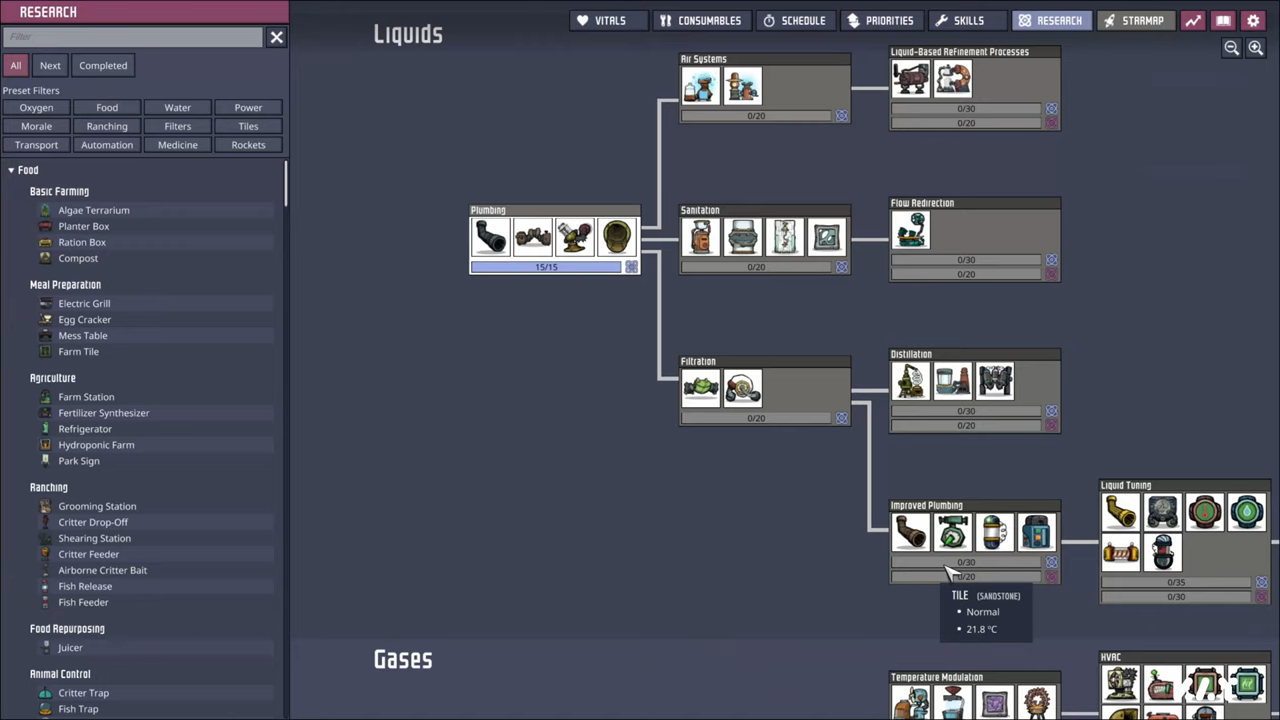 RESEARCH
Filter
All
Next
Completed
Preset Filters
Oxygen
Food
Water
Power
Morale
Ranching
Filters
Tiles
Transport
Automation
Medicine
Rockets
Food
Basic Farming
Algae Terrarium
Planter Box
Ration Box
Compost
Meal Preparation
Electric Grill
Egg Cracker
Mess Table
Farm Tile
Agriculture
Farm Station
Fertilizer Synthesizer
Refrigerator
Hydroponic Farm
Park Sign
Ranching
Grooming Station
Critter Drop-Off
Shearing Station
Critter Feeder
Airborne Critter Bait
Fish Release
Fish Feeder
Food Repurposing
Juicer
Animal Control
Critter Trap
Fish Trap
VITALS
CONSUMABLES
SCHEDULE
PRIORITIES
SKILLS
RESEARCH
STARMAP
Liquids
Air Systems
0/20
Liquid-Based Refinement Processes
0/30
0/20
Plumbing
15/15
Sanitation
0/20
Flow Redirection
0/30
0/20
Filtration
0/20
Distillation
0/30
0/20
Improved Plumbing
0/30
0/20
Liquid Tuning
0/35
0/30
TILE (SANDSTONE)
• Normal
• 21.8 ºC
Gases
Temperature Modulation
HVAC